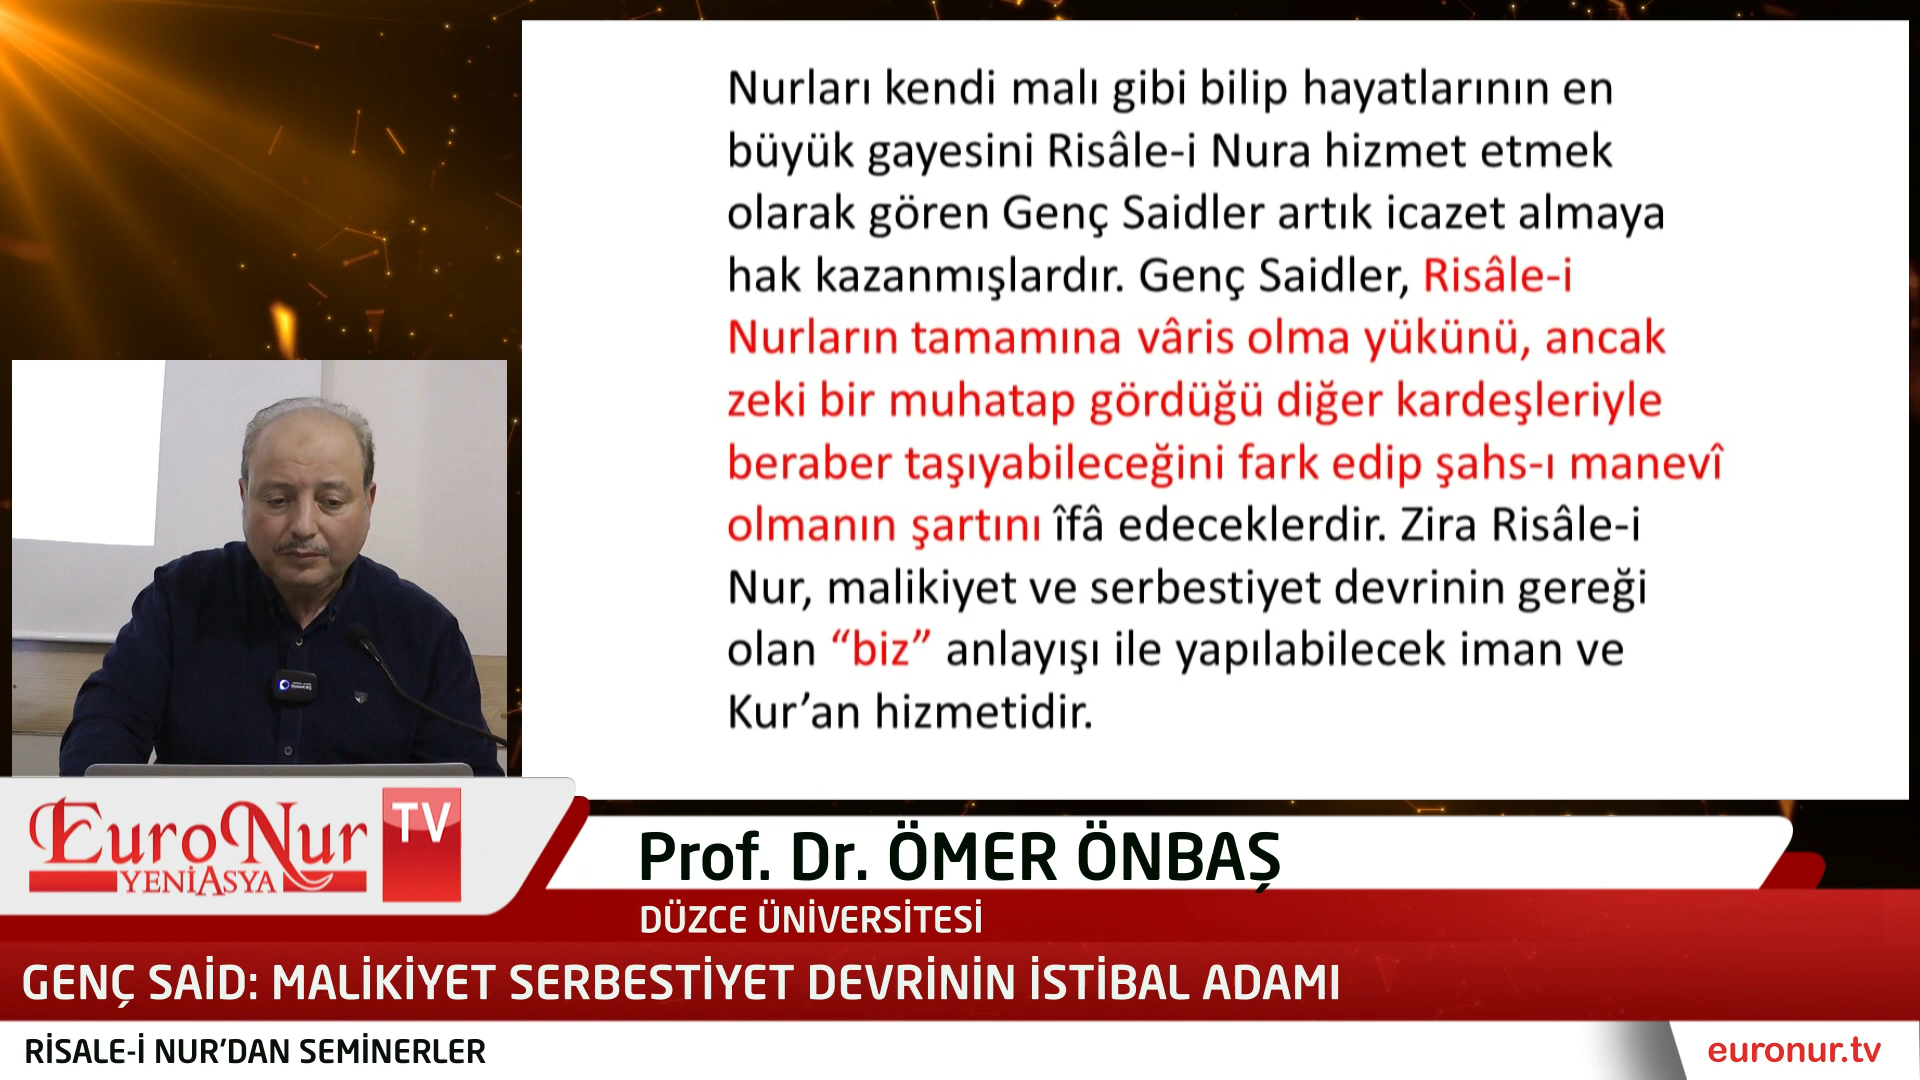 Nurları kendi malı gibi bilip hayatlarının en
büyük gayesini Risâle-i Nura hizmet etmek
olarak gören Genç Saidler artık icazet almaya
hak kazanmışlardır. Genç Saidler, Risâle-i
Nurların tamamına vâris olma yükünü, ancak
zeki bir muhatap gördüğü diğer kardeşleriyle
beraber taşıyabileceğini fark edip şahs-ı manevî
olmanın şartını îfâ edeceklerdir. Zira Risâle-i
Nur, malikiyet ve serbestiyet devrinin gereği
olan “biz” anlayışı ile yapılabilecek iman ve
Kur’an hizmetidir.
EuroNur TV
YENİASYA
Prof. Dr. ÖMER ÖNBAŞ
DÜZCE ÜNİVERSİTESİ
GENÇ SAİD: MALİKİYET SERBESTİYET DEVRİNİN İSTİBAL ADAMI
RİSALE-İ NUR’DAN SEMİNERLER
euronur.tv